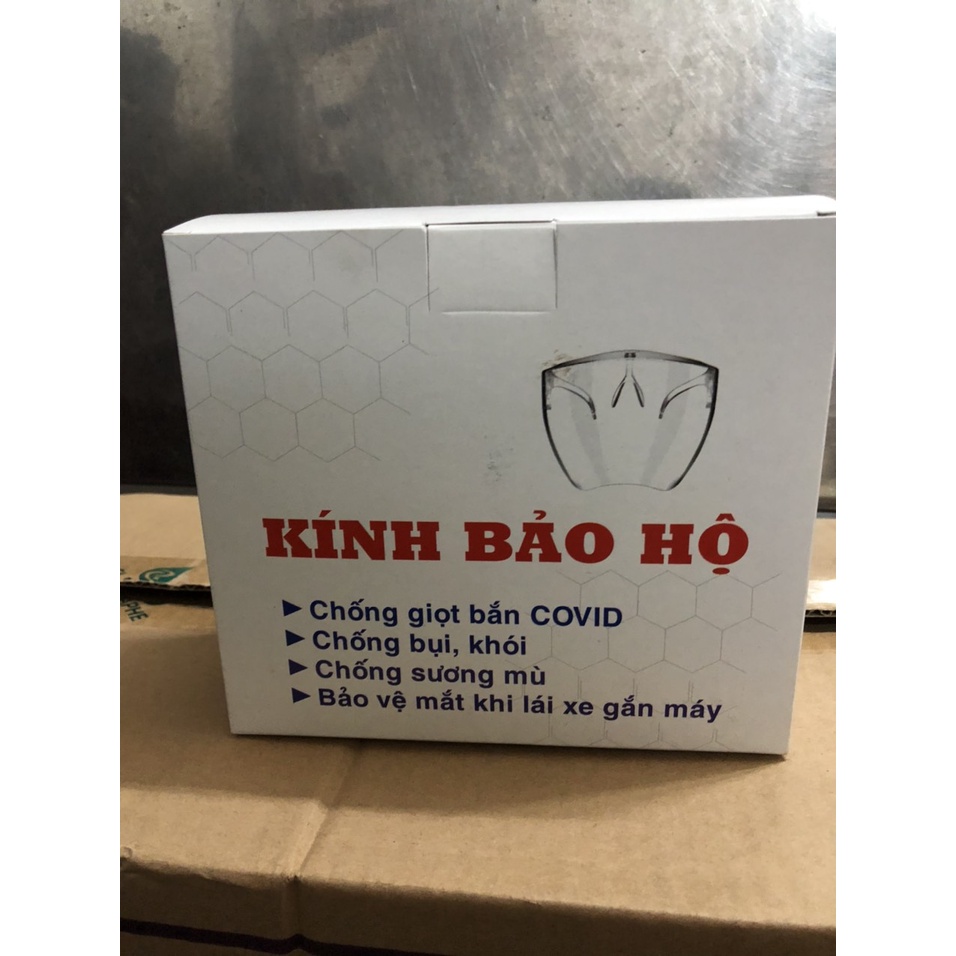 KÍNH BẢO HỘ
Chống giọt bắn COVID
Chống bụi, khói
Chống sương mù
Bảo vệ mắt khi lái xe gắn máy
PHE